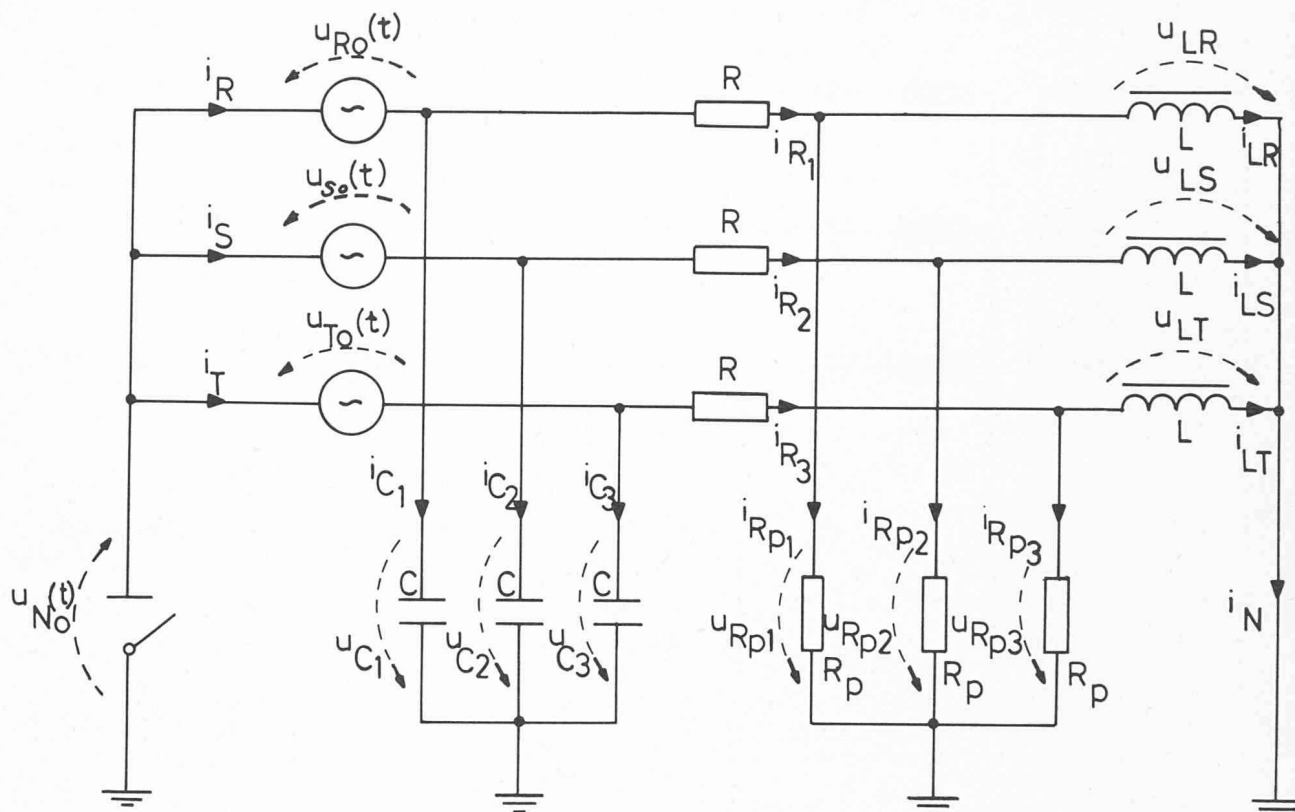 u_Ro(t)
i_R
R
i_R1
u_LR
L
i_LR
u_so(t)
i_S
R
i_R2
u_LS
L
i_LS
u_To(t)
i_T
R
i_R3
u_LT
L
i_LT
i_C1
i_C2
i_C3
i_Rp1
i_Rp2
i_Rp3
u_No(t)
C
C
C
u_C1
u_C2
u_C3
u_Rp1
u_Rp2
u_Rp3
R_p
R_p
R_p
i_N